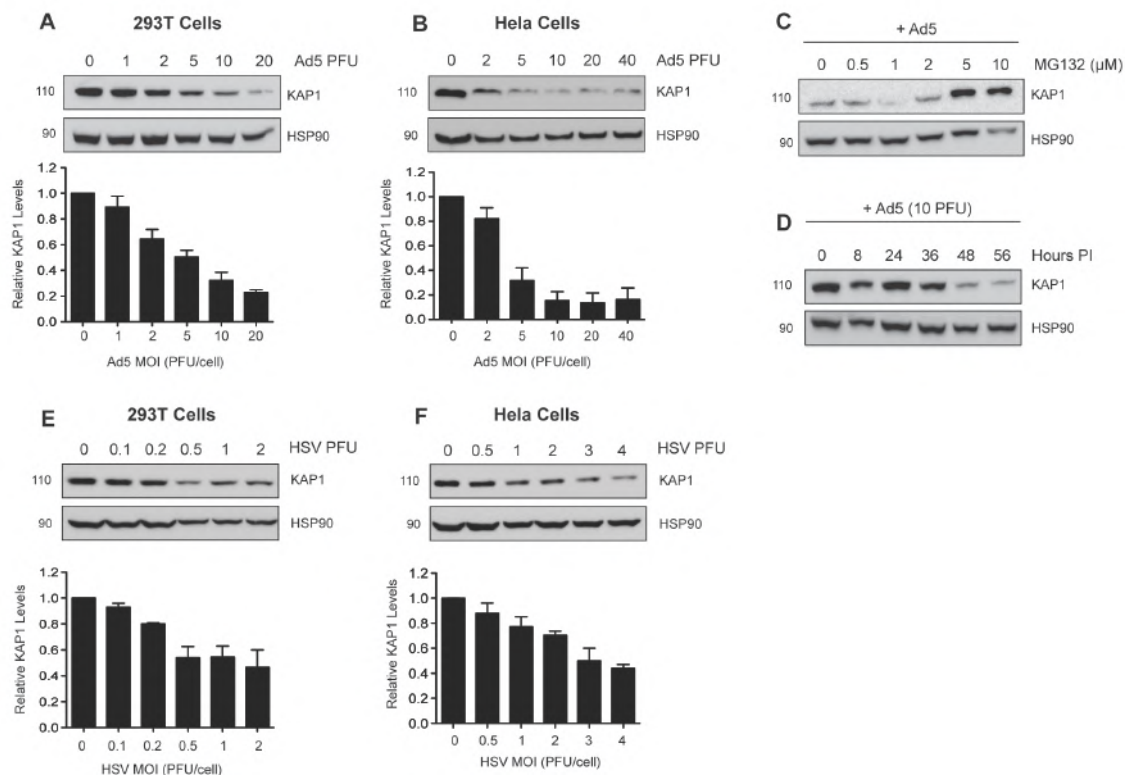 A
293T Cells
0 1 2 5 10 20 Ad5 PFU
110 KAP1
90 HSP90
Relative KAP1 Levels
1.2
1.0
0.8
0.6
0.4
0.2
0.0
0 1 2 5 10 20
Ad5 MOI (PFU/cell)
B
Hela Cells
0 2 5 10 20 40 Ad5 PFU
110 KAP1
90 HSP90
Relative KAP1 Levels
1.2
1.0
0.8
0.6
0.4
0.2
0.0
0 2 5 10 20 40
Ad5 MOI (PFU/cell)
C
+ Ad5
0 0.5 1 2 5 10 MG132 (μM)
110 KAP1
90 HSP90
D
+ Ad5 (10 PFU)
0 8 24 36 48 56 Hours PI
110 KAP1
90 HSP90
E
293T Cells
0 0.1 0.2 0.5 1 2 HSV PFU
110 KAP1
90 HSP90
Relative KAP1 Levels
1.2
1.0
0.8
0.6
0.4
0.2
0.0
0 0.1 0.2 0.5 1 2
HSV MOI (PFU/cell)
F
Hela Cells
0 0.5 1 2 3 4 HSV PFU
110 KAP1
90 HSP90
Relative KAP1 Levels
1.2
1.0
0.8
0.6
0.4
0.2
0.0
0 0.5 1 2 3 4
HSV MOI (PFU/cell)